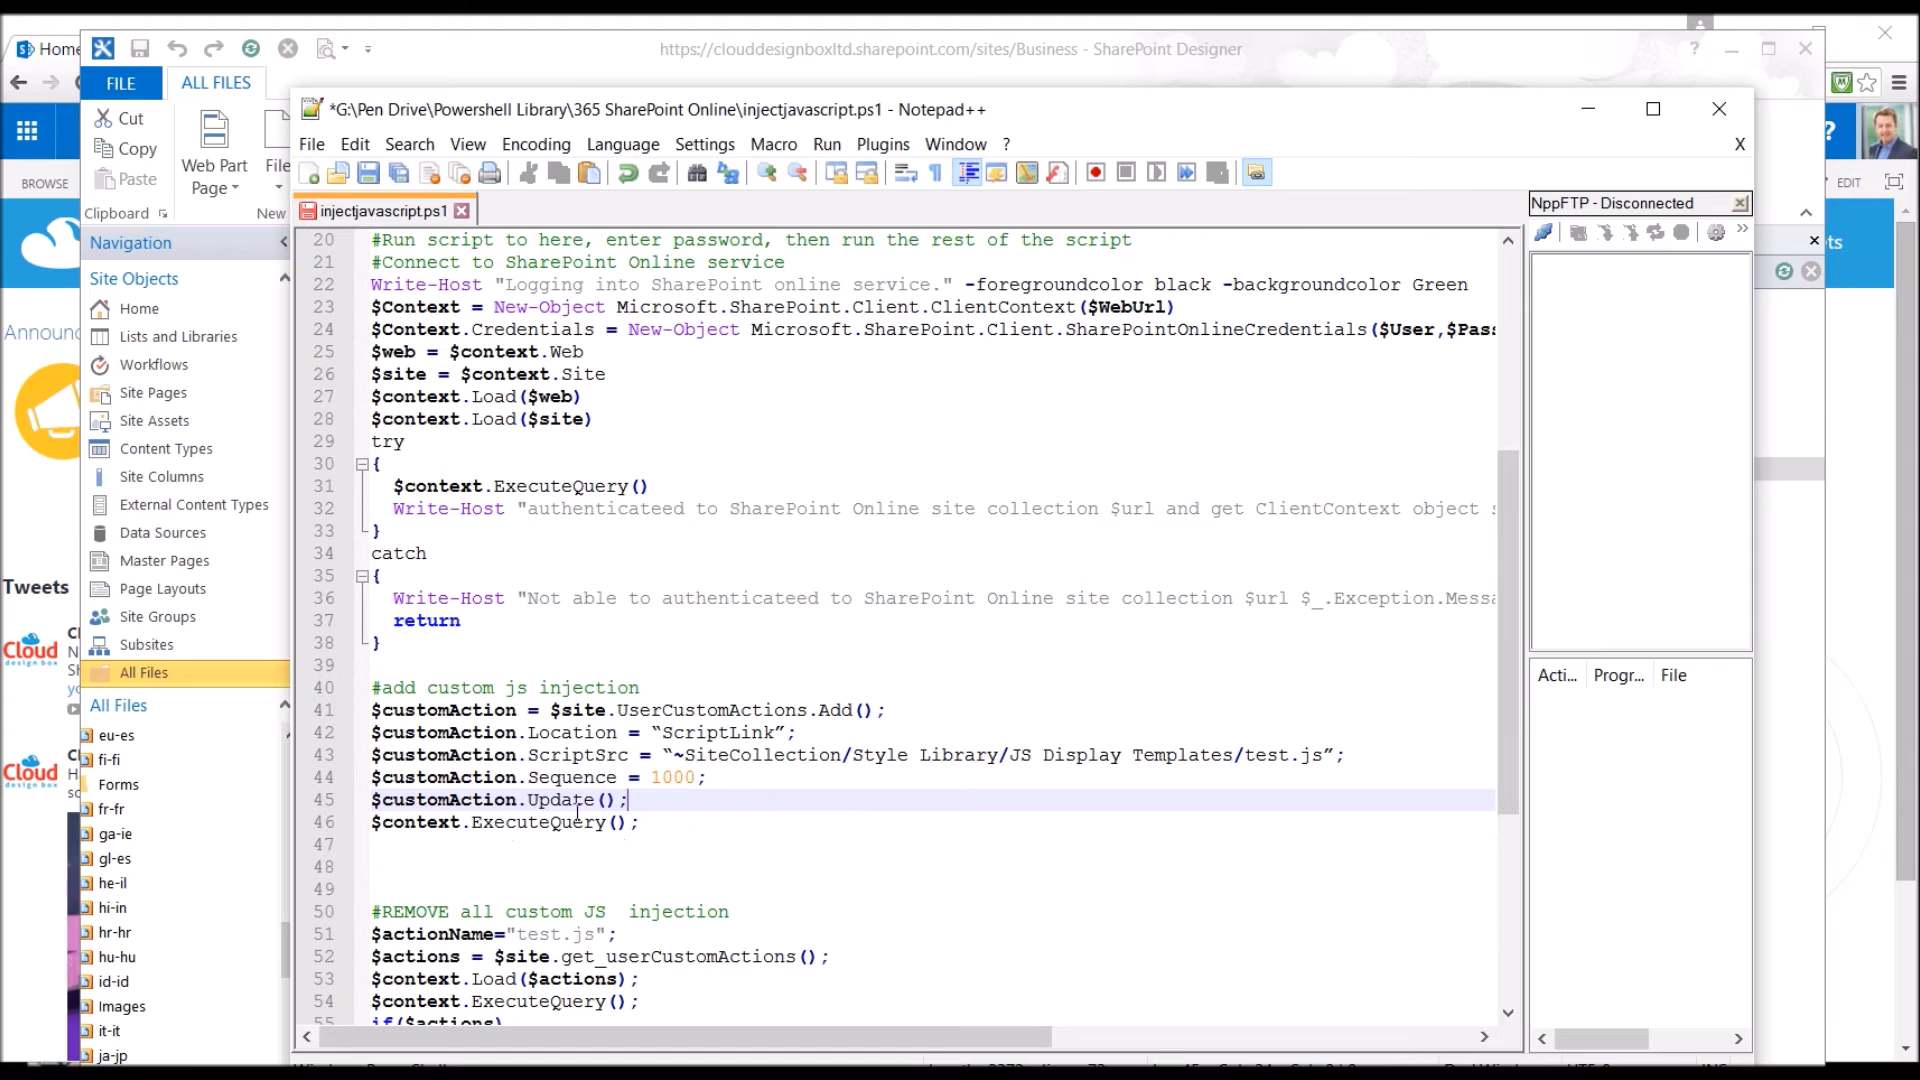 Home
https://clouddesignboxltd.sharepoint.com/sites/Business - SharePoint Designer
?
FILE
ALL FILES
Cut
Copy
Paste
Clipboard
Web Part
Page
File
New
BROWSE
EDIT
?
*G:\Pen Drive\Powershell Library\365 SharePoint Online\injectjavascript.ps1 - Notepad++
File Edit Search View Encoding Language Settings Macro Run Plugins Window ?
X
injectjavascript.ps1
NppFTP - Disconnected
Navigation
Site Objects
Home
Lists and Libraries
Workflows
Site Pages
Site Assets
Content Types
Site Columns
External Content Types
Data Sources
Master Pages
Page Layouts
Site Groups
Subsites
All Files
All Files
eu-es
fi-fi
Forms
fr-fr
ga-ie
gl-es
he-il
hi-in
hr-hr
hu-hu
id-id
Images
it-it
ja-jp
Announ
Tweets
Cloud
design box
Cloud
design box
20 #Run script to here, enter password, then run the rest of the script
21 #Connect to SharePoint Online service
22 Write-Host "Logging into SharePoint online service." -foregroundcolor black -backgroundcolor Green
23 $Context = New-Object Microsoft.SharePoint.Client.ClientContext($WebUrl)
24 $Context.Credentials = New-Object Microsoft.SharePoint.Client.SharePointOnlineCredentials($User,$Pas
25 $web = $context.Web
26 $site = $context.Site
27 $context.Load($web)
28 $context.Load($site)
29 try
30 {
31 $context.ExecuteQuery()
32 Write-Host "authenticateed to SharePoint Online site collection $url and get ClientContext object s
33 }
34 catch
35 {
36 Write-Host "Not able to authenticateed to SharePoint Online site collection $url $_.Exception.Messa
37 return
38 }
39
40 #add custom js injection
41 $customAction = $site.UserCustomActions.Add();
42 $customAction.Location = “ScriptLink”;
43 $customAction.ScriptSrc = “~SiteCollection/Style Library/JS Display Templates/test.js”;
44 $customAction.Sequence = 1000;
45 $customAction.Update();
46 $context.ExecuteQuery();
47
48
49
50 #REMOVE all custom JS  injection
51 $actionName="test.js";
52 $actions = $site.get_userCustomActions();
53 $context.Load($actions);
54 $context.ExecuteQuery();
55 if($actions)
Acti... Progr... File